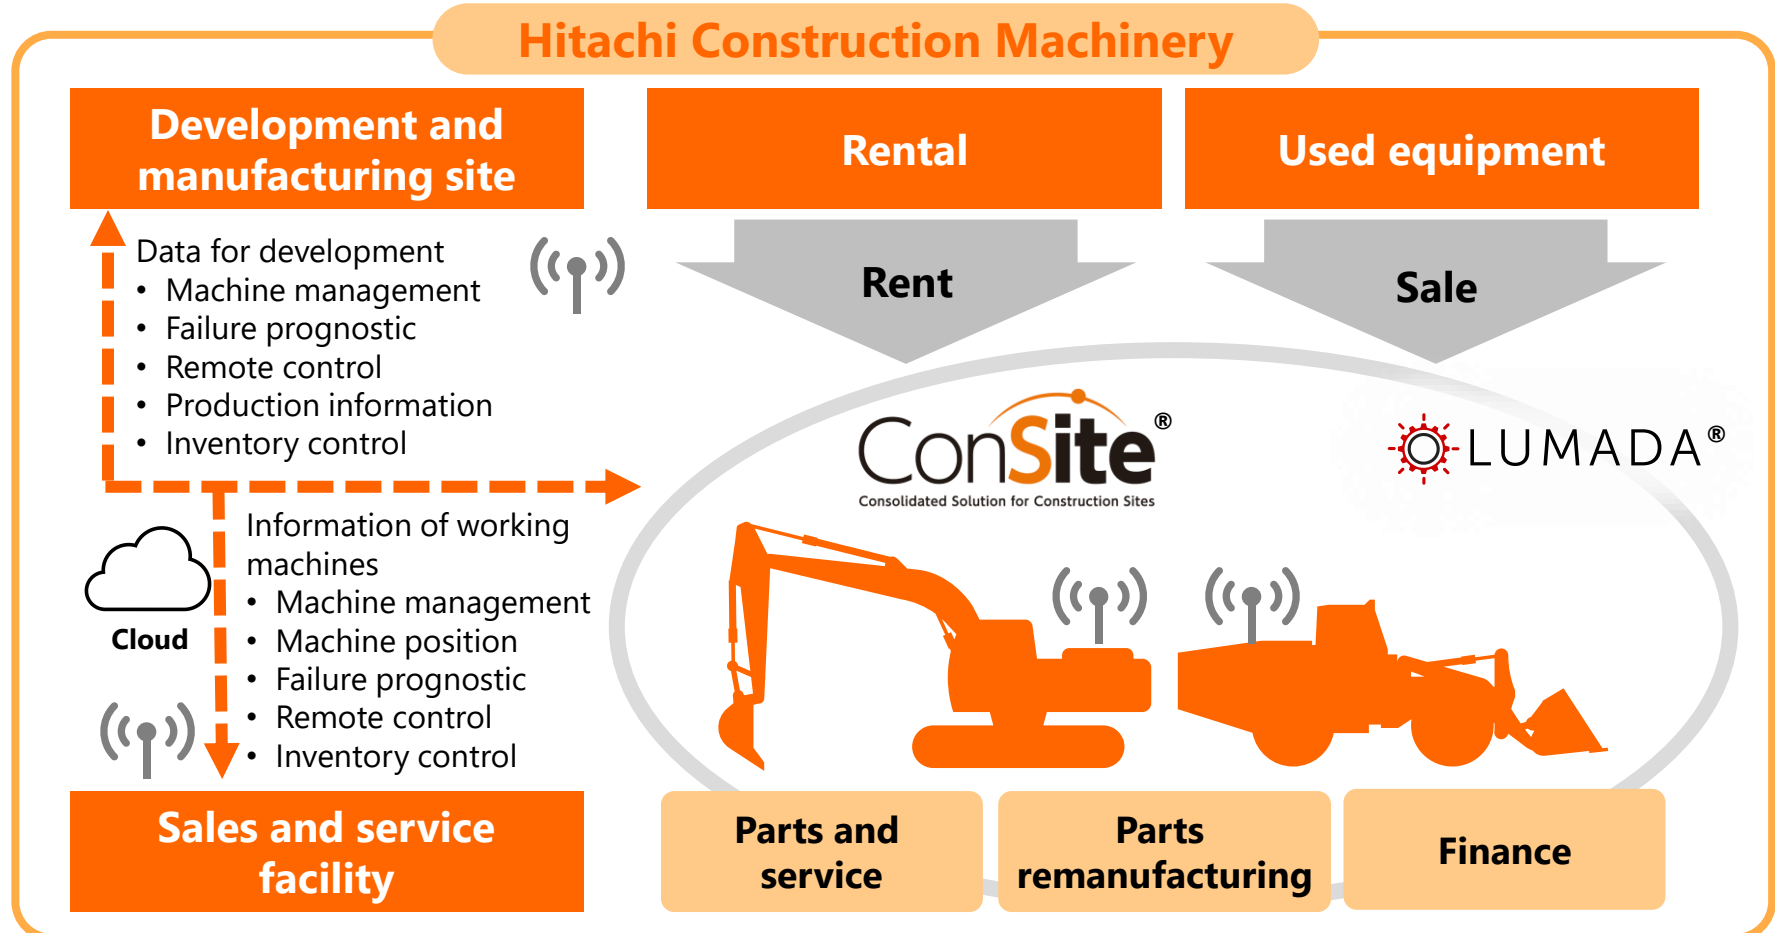 Hitachi Construction Machinery
Development and
manufacturing site
Rental
Used equipment
Data for development
• Machine management
• Failure prognostic
• Remote control
• Production information
• Inventory control
Rent
Sale
ConSite®
Consolidated Solution for Construction Sites
LUMADA®
Information of working
machines
• Machine management
• Machine position
• Failure prognostic
• Remote control
• Inventory control
Cloud
Sales and service
facility
Parts and
service
Parts
remanufacturing
Finance